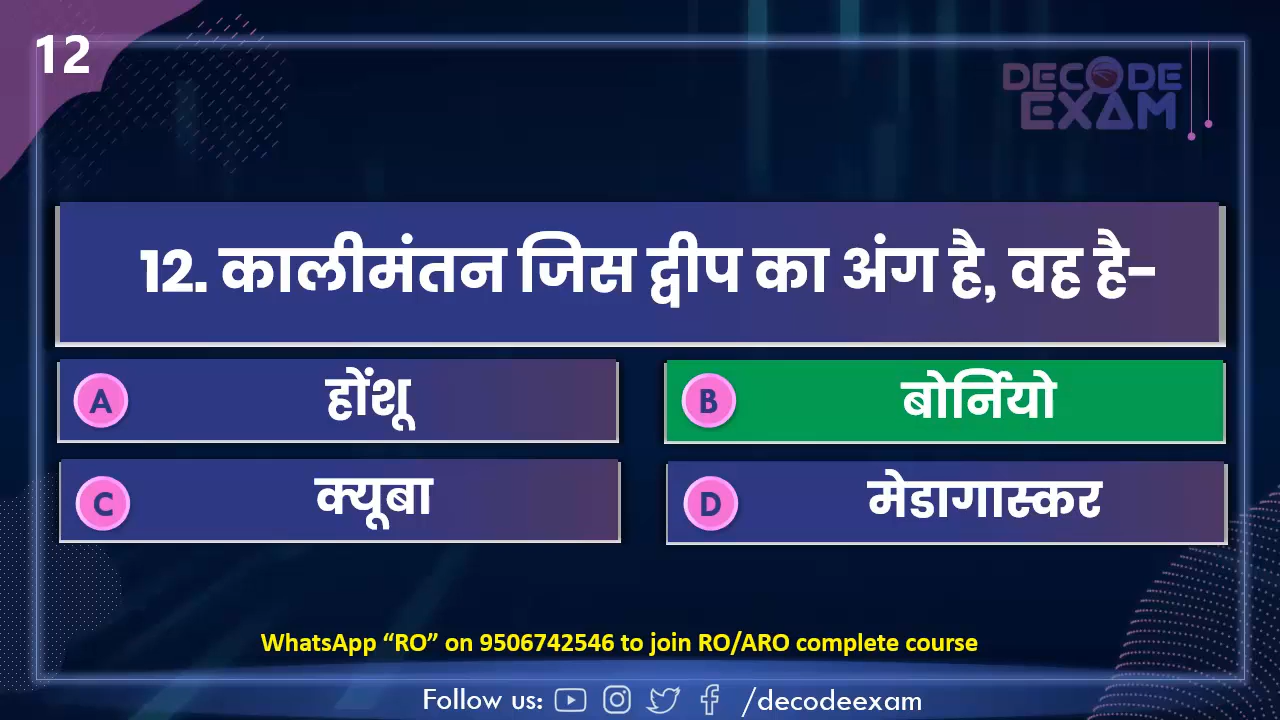 12
DECODE
EXAM
12. कालीमंतन जिस द्वीप का अंग है, वह है-
A होंशू
B बोर्नियो
C क्यूबा
D मेडागास्कर
WhatsApp “RO” on 9506742546 to join RO/ARO complete course
Follow us: /decodeexam